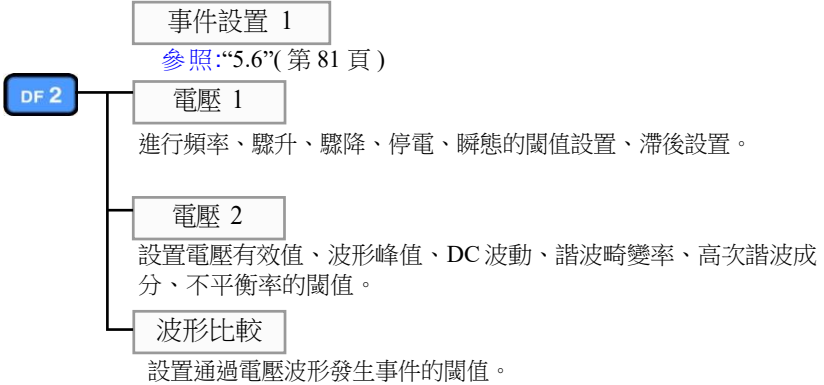 事件設置 1
參照:“5.6”( 第 81 頁 )
DF 2
電壓 1
進行頻率、驟升、驟降、停電、瞬態的閾值設置、滯後設置。
電壓 2
設置電壓有效值、波形峰值、DC 波動、諧波畸變率、高次諧波成
分、不平衡率的閾值。
波形比較
設置通過電壓波形發生事件的閾值。